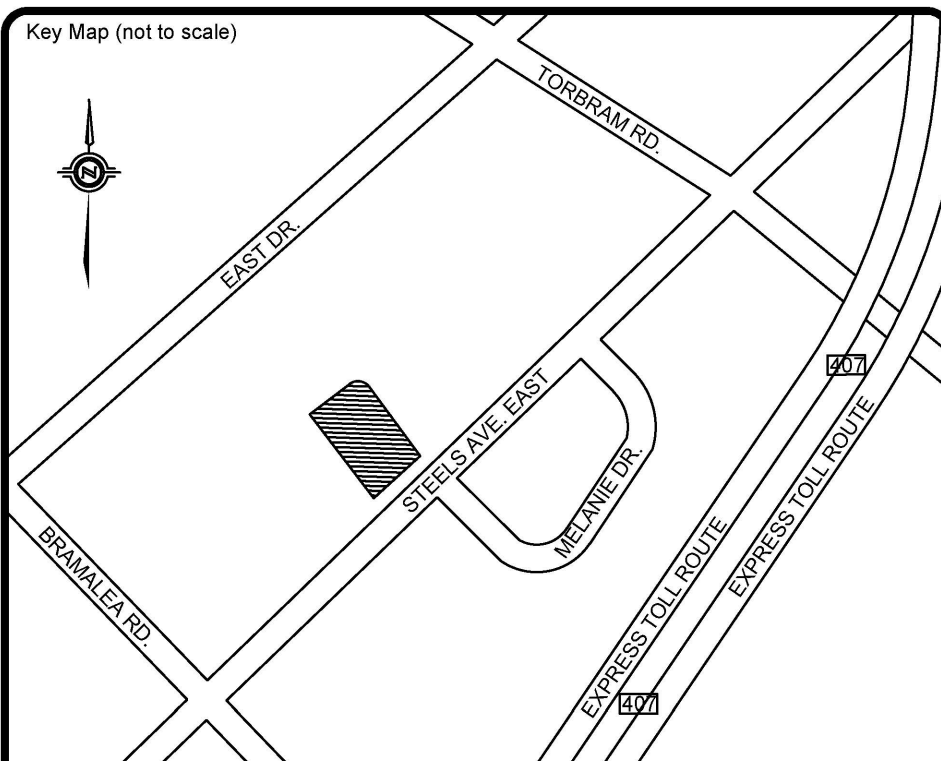 Key Map (not to scale)
TORBRAM RD.
N
EAST DR.
407
STEELS AVE. EAST
MELANIE DR.
EXPRESS TOLL ROUTE
BRAMALEA RD.
EXPRESS TOLL ROUTE
407